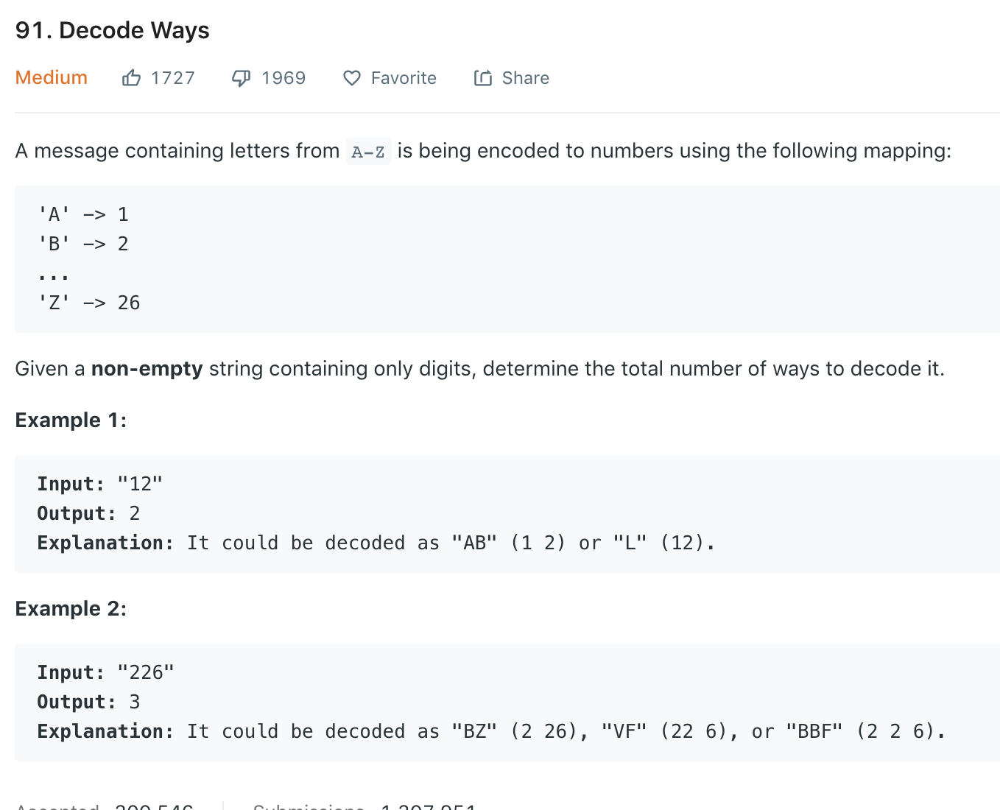 91. Decode Ways
Medium 1727 1969 Favorite Share
A message containing letters from A-Z is being encoded to numbers using the following mapping:
'A' -> 1
'B' -> 2
...
'Z' -> 26
Given a non-empty string containing only digits, determine the total number of ways to decode it.
Example 1:
Input: "12"
Output: 2
Explanation: It could be decoded as "AB" (1 2) or "L" (12).
Example 2:
Input: "226"
Output: 3
Explanation: It could be decoded as "BZ" (2 26), "VF" (22 6), or "BBF" (2 2 6).
Accepted Submissions